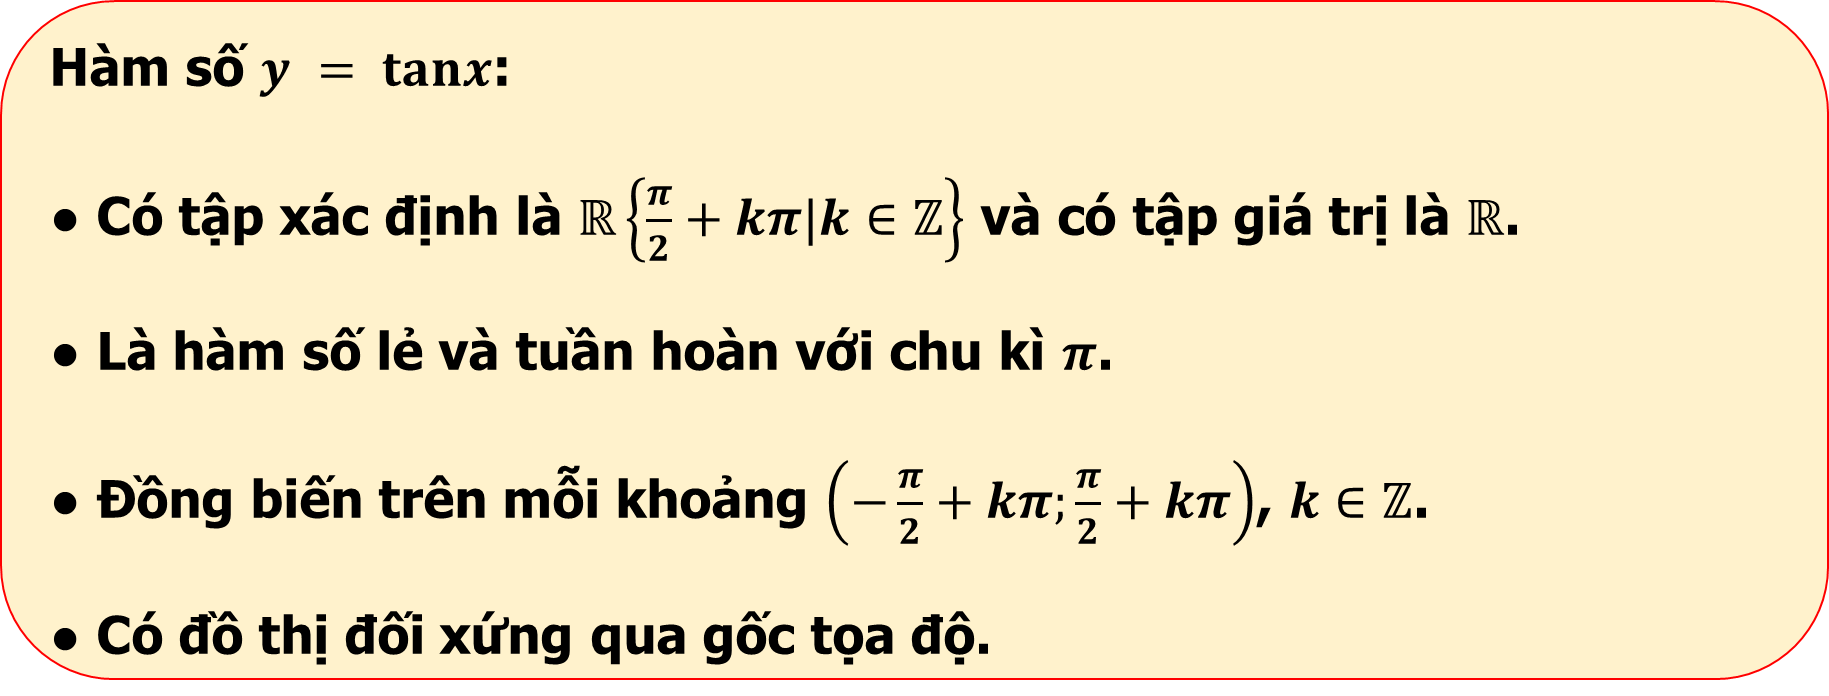 Hàm số y = tanx:
● Có tập xác định là ℝ{π/2 + kπ|k ∈ ℤ} và có tập giá trị là ℝ.
● Là hàm số lẻ và tuần hoàn với chu kì π.
● Đồng biến trên mỗi khoảng (−π/2 + kπ; π/2 + kπ), k ∈ ℤ.
● Có đồ thị đối xứng qua gốc tọa độ.